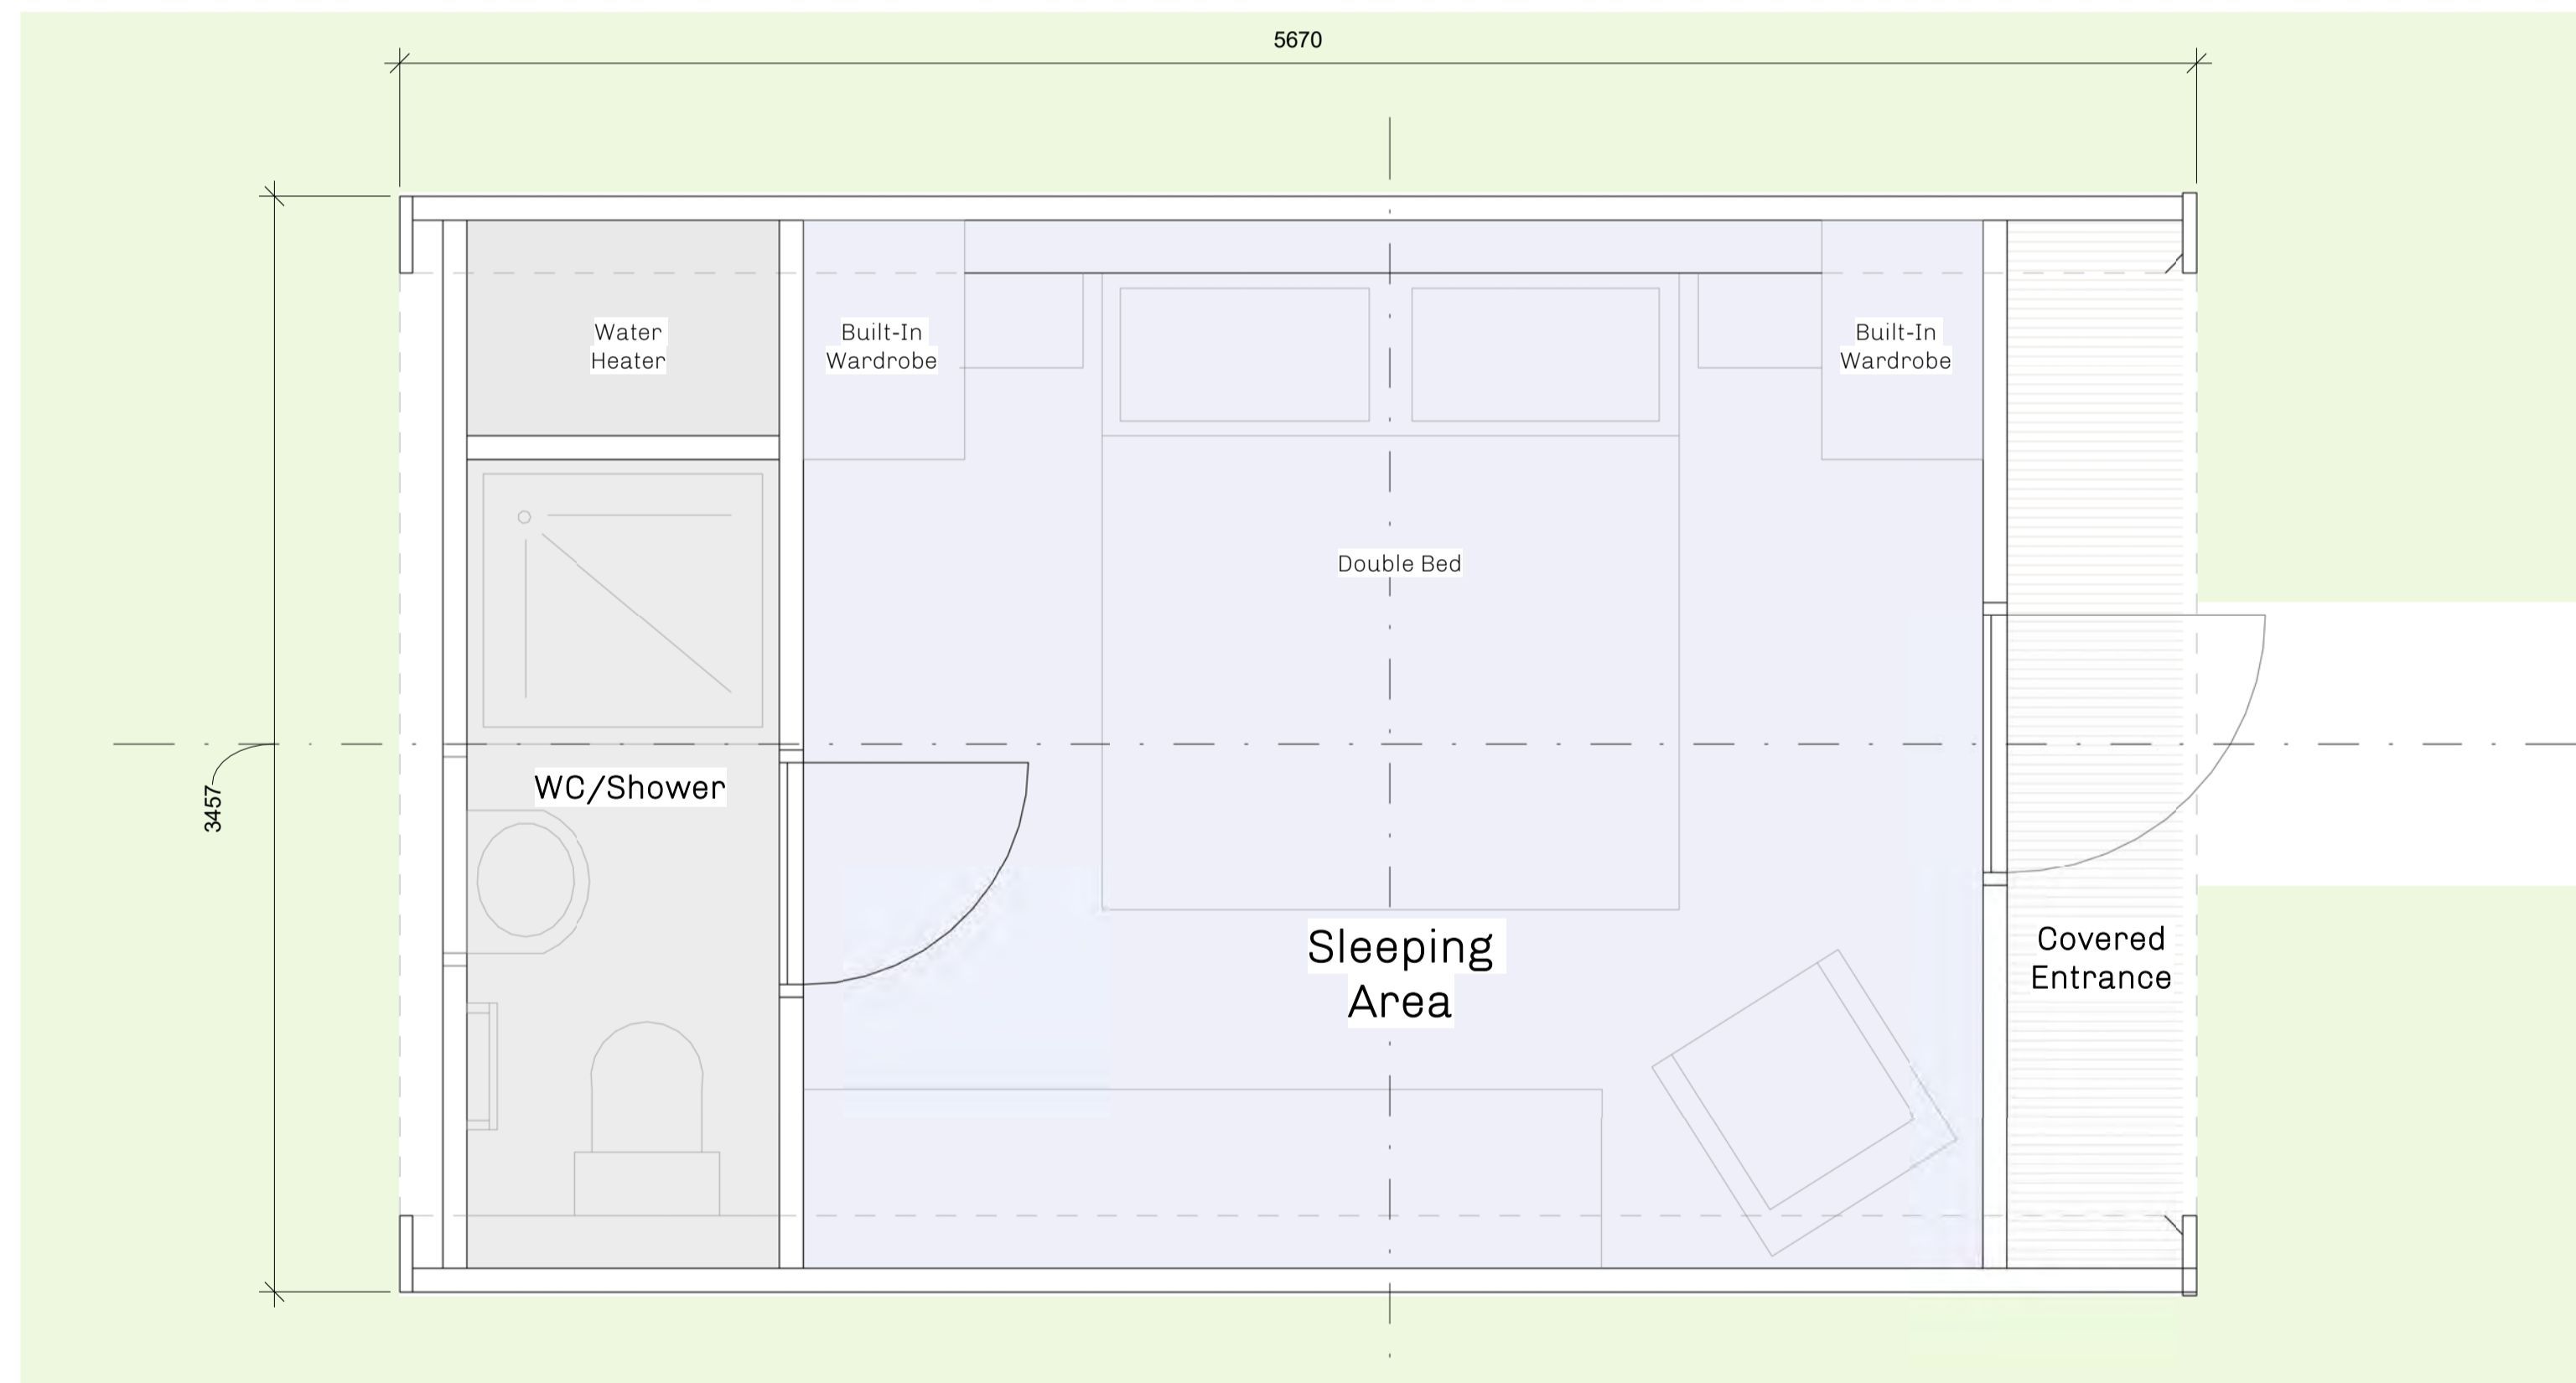 5670
Water
Heater
Built-In
Wardrobe
Built-In
Wardrobe
Double Bed
WC/Shower
3457
Sleeping
Area
Covered
Entrance